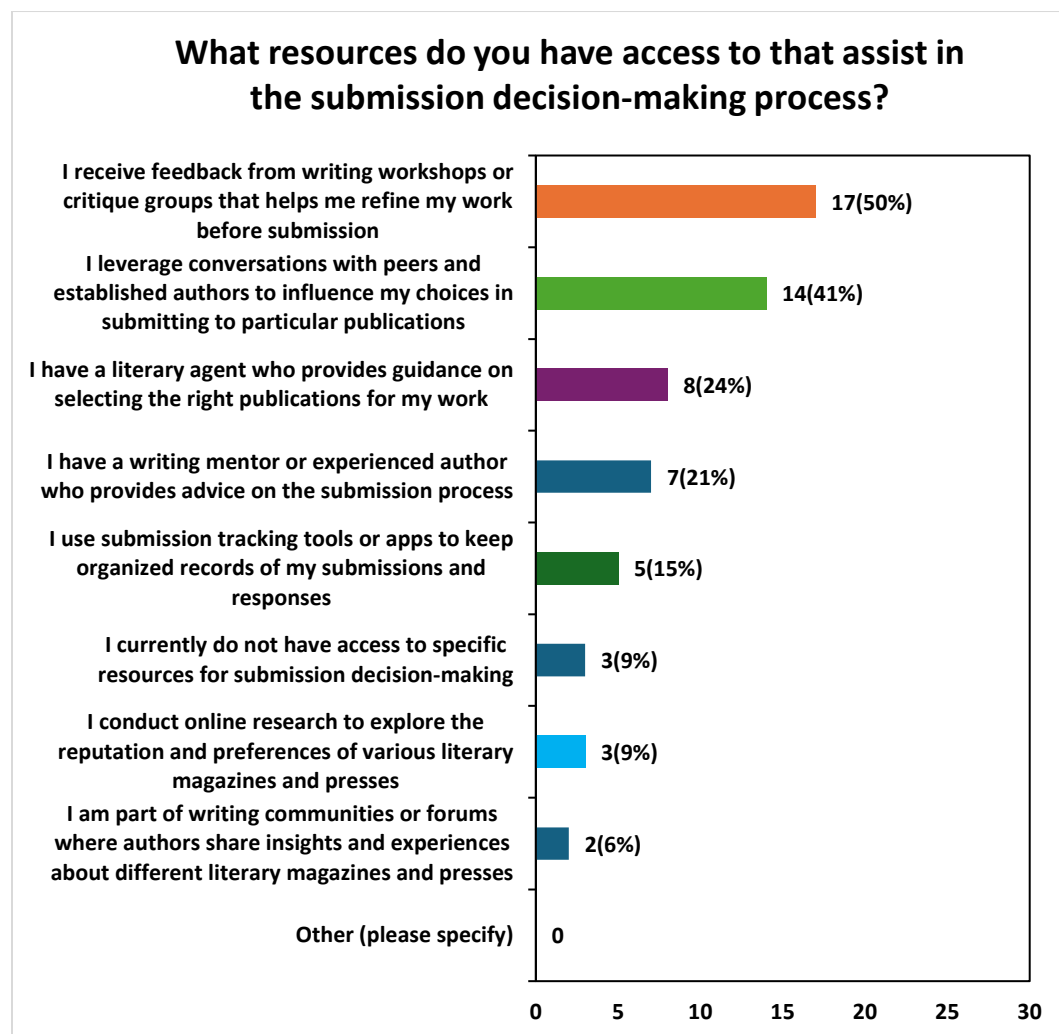 What resources do you have access to that assist in
the submission decision-making process?
I receive feedback from writing workshops or
critique groups that helps me refine my work
before submission
17(50%)
I leverage conversations with peers and
established authors to influence my choices in
submitting to particular publications
14(41%)
I have a literary agent who provides guidance on
selecting the right publications for my work
8(24%)
I have a writing mentor or experienced author
who provides advice on the submission process
7(21%)
I use submission tracking tools or apps to keep
organized records of my submissions and
responses
5(15%)
I currently do not have access to specific
resources for submission decision-making
3(9%)
I conduct online research to explore the
reputation and preferences of various literary
magazines and presses
3(9%)
I am part of writing communities or forums
where authors share insights and experiences
about different literary magazines and presses
2(6%)
Other (please specify)
0
0 5 10 15 20 25 30